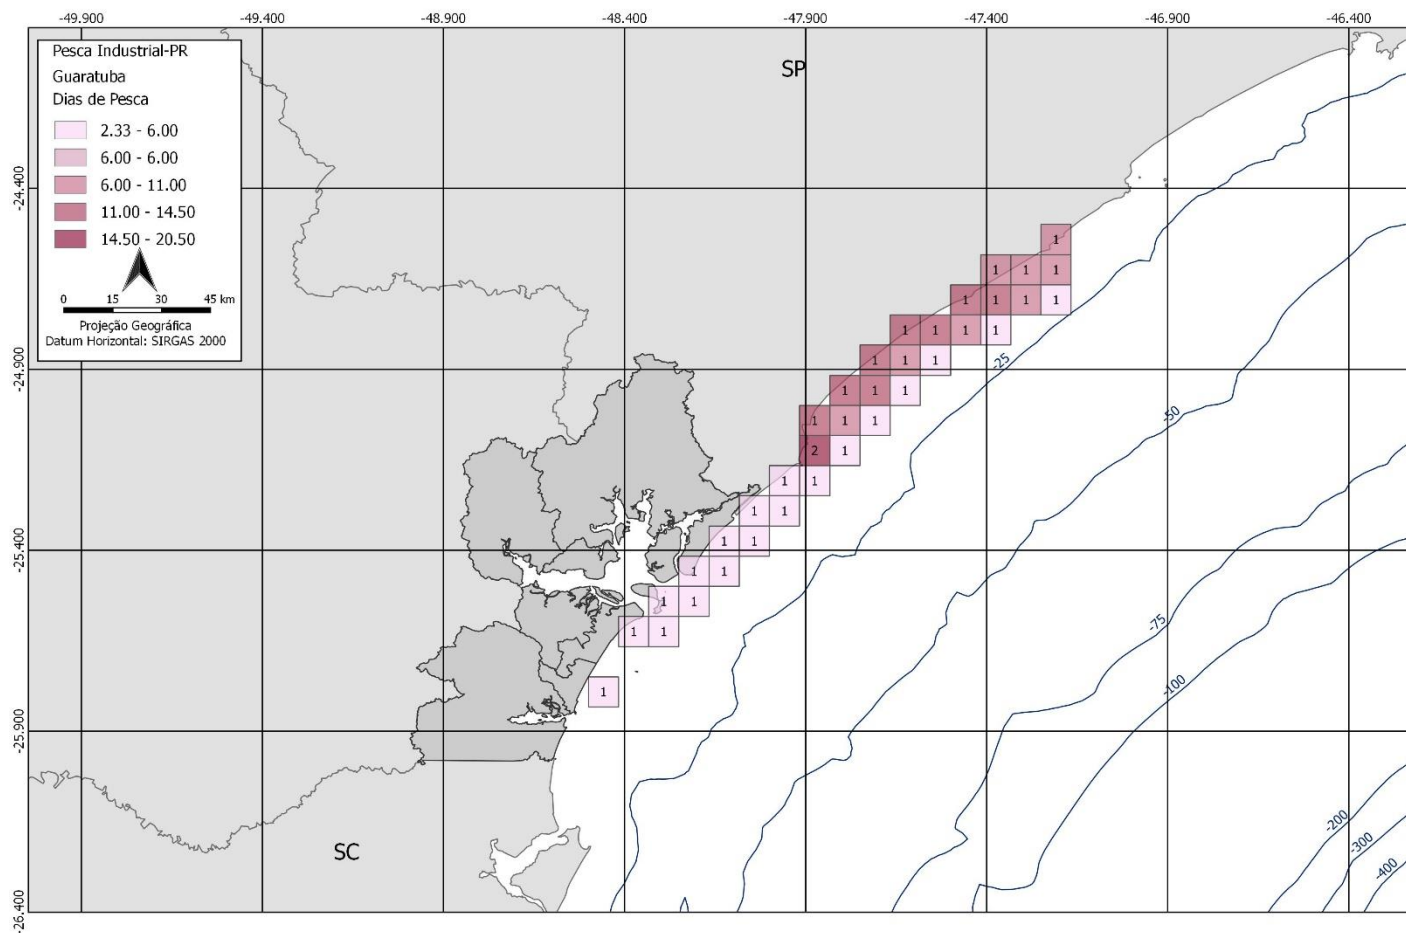 -49.900 -49.400 -48.900 -48.400 -47.900 -47.400 -46.900 -46.400
Pesca Industrial-PR
Guaratuba
Dias de Pesca
2.33 - 6.00
6.00 - 6.00
6.00 - 11.00
11.00 - 14.50
14.50 - 20.50
0 15 30 45 km
Projeção Geográfica
Datum Horizontal: SIRGAS 2000
SP
-24.400
1
1 1 1
1 1 1 1
1 1 1 1
-24.900
1 1 1
-25
1 1 1
1 1 1
-50
2 1
1 1
1 1
-25.400
1 1
1 1
1 1
-75
1 1
-100
1
-25.900
-200
-300
-400
SC
-26.400